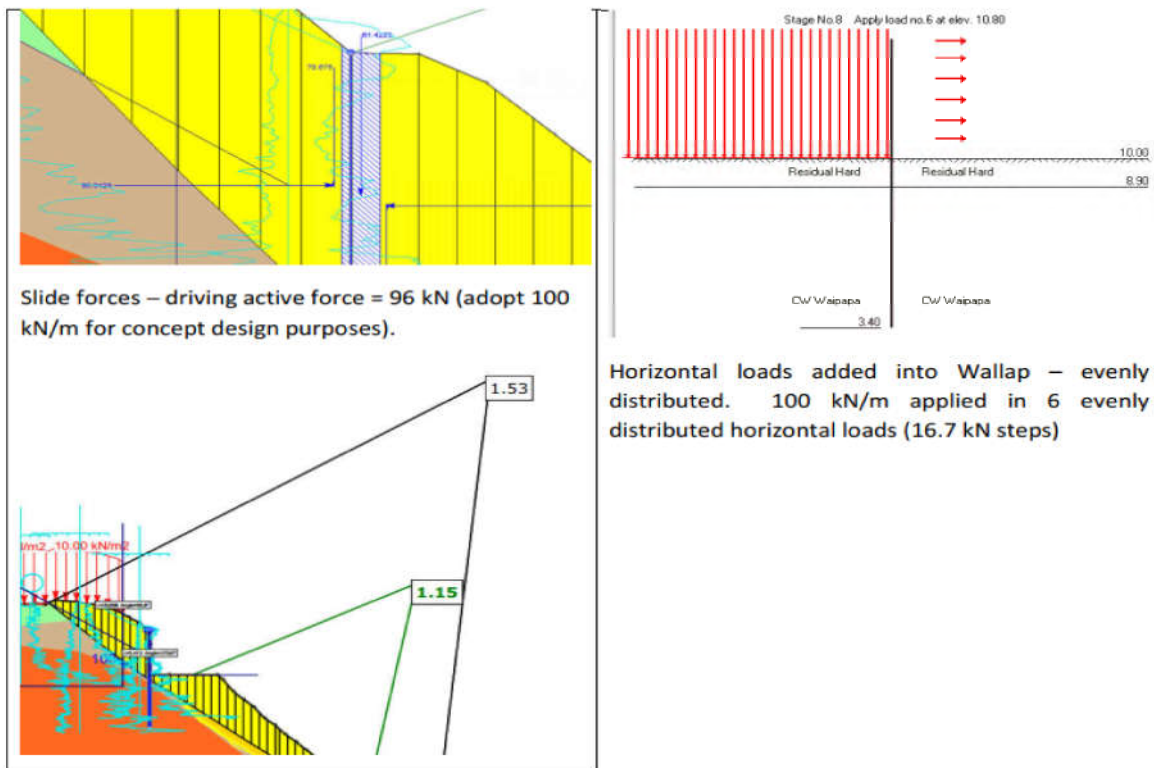 Slide forces – driving active force = 96 kN (adopt 100
kN/m for concept design purposes).
1.53
10.00 kN/m2
1.15
Stage No.8 Apply load no.6 at elev. 10.80
10.00
Residual Hard Residual Hard
8.90
CW Waipapa CW Waipapa
3.40
Horizontal loads added into Wallap – evenly
distributed. 100 kN/m applied in 6 evenly
distributed horizontal loads (16.7 kN steps)